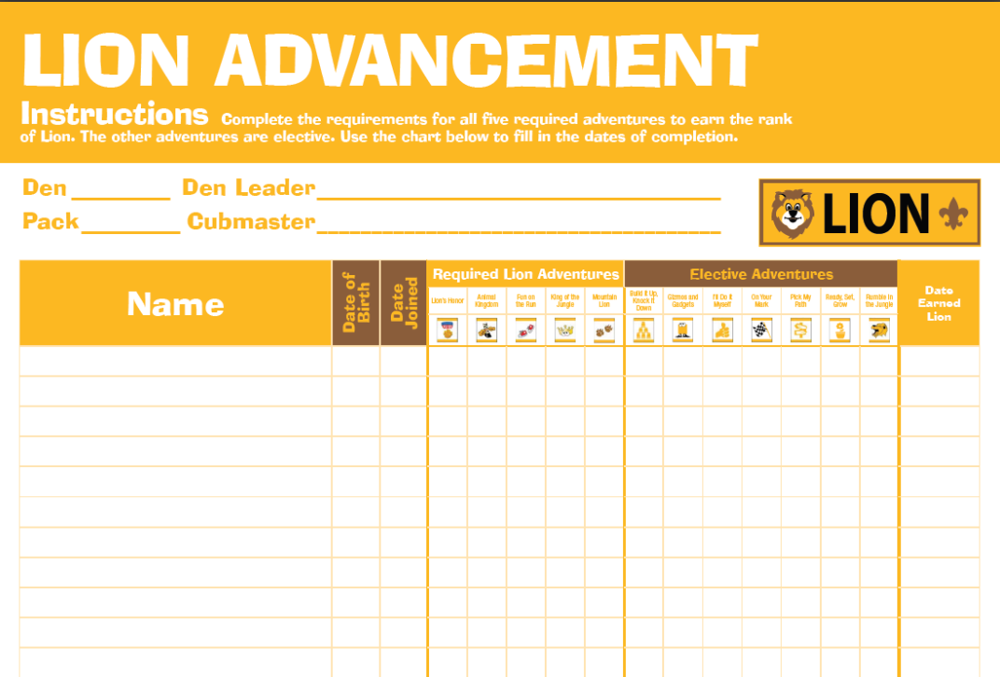 LION ADVANCEMENT
Instructions Complete the requirements for all five required adventures to earn the rank
of Lion. The other adventures are elective. Use the chart below to fill in the dates of completion.
Den ________ Den Leader________________________________
Pack________ Cubmaster________________________________
LION
Name
Date of
Birth
Date
Joined
Required Lion Adventures
Elective Adventures
Lion's Honor
Animal
Kingdom
Fun on
the Run
King of the
Jungle
Mountain
Lion
Build It Up,
Knock It
Down
Gizmos and
Gadgets
I'll Do It
Myself
On Your
Mark
Pick My
Path
Ready, Set,
Grow
Rumble in
the Jungle
Date
Earned
Lion